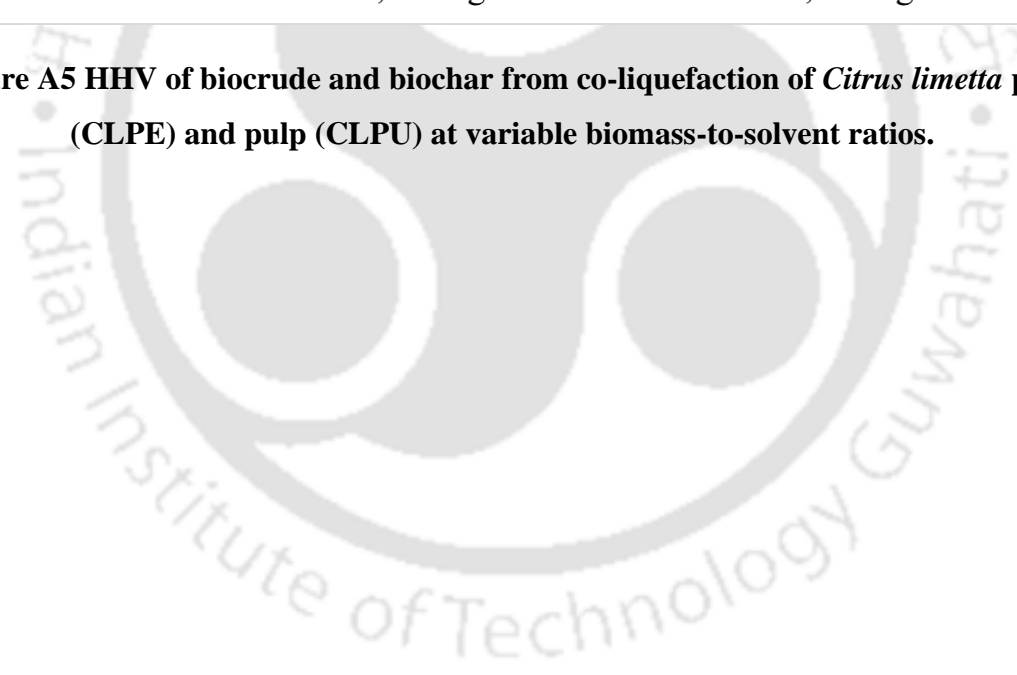 re A5 HHV of biocrude and biochar from co-liquefaction of Citrus limetta p
(CLPE) and pulp (CLPU) at variable biomass-to-solvent ratios.
Indian Institute of Technology Guwahati